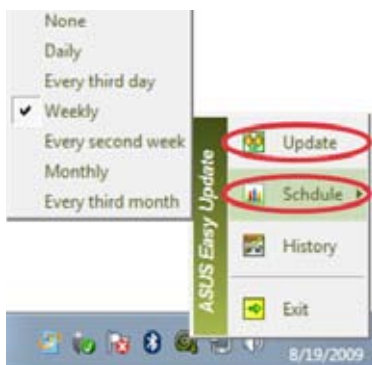 None
Daily
Every third day
Weekly
Every second week
Monthly
Every third month
ASUS Easy Update
Update
Schdule
History
Exit
8/19/2009